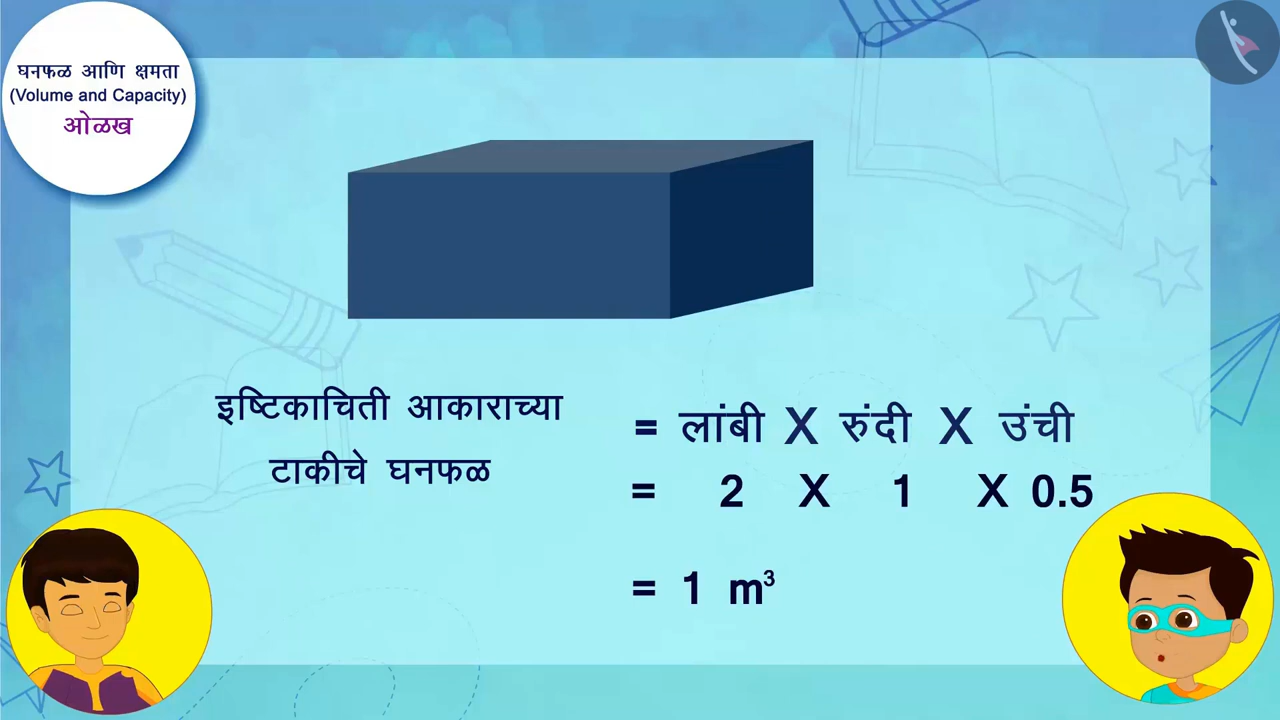 घनफळ आणि क्षमता
(Volume and Capacity)
ओळख
इष्टिकाचिती आकाराच्या
टाकीचे घनफळ
= लांबी X रुंदी X उंची
= 2 X 1 X 0.5
= 1 m³